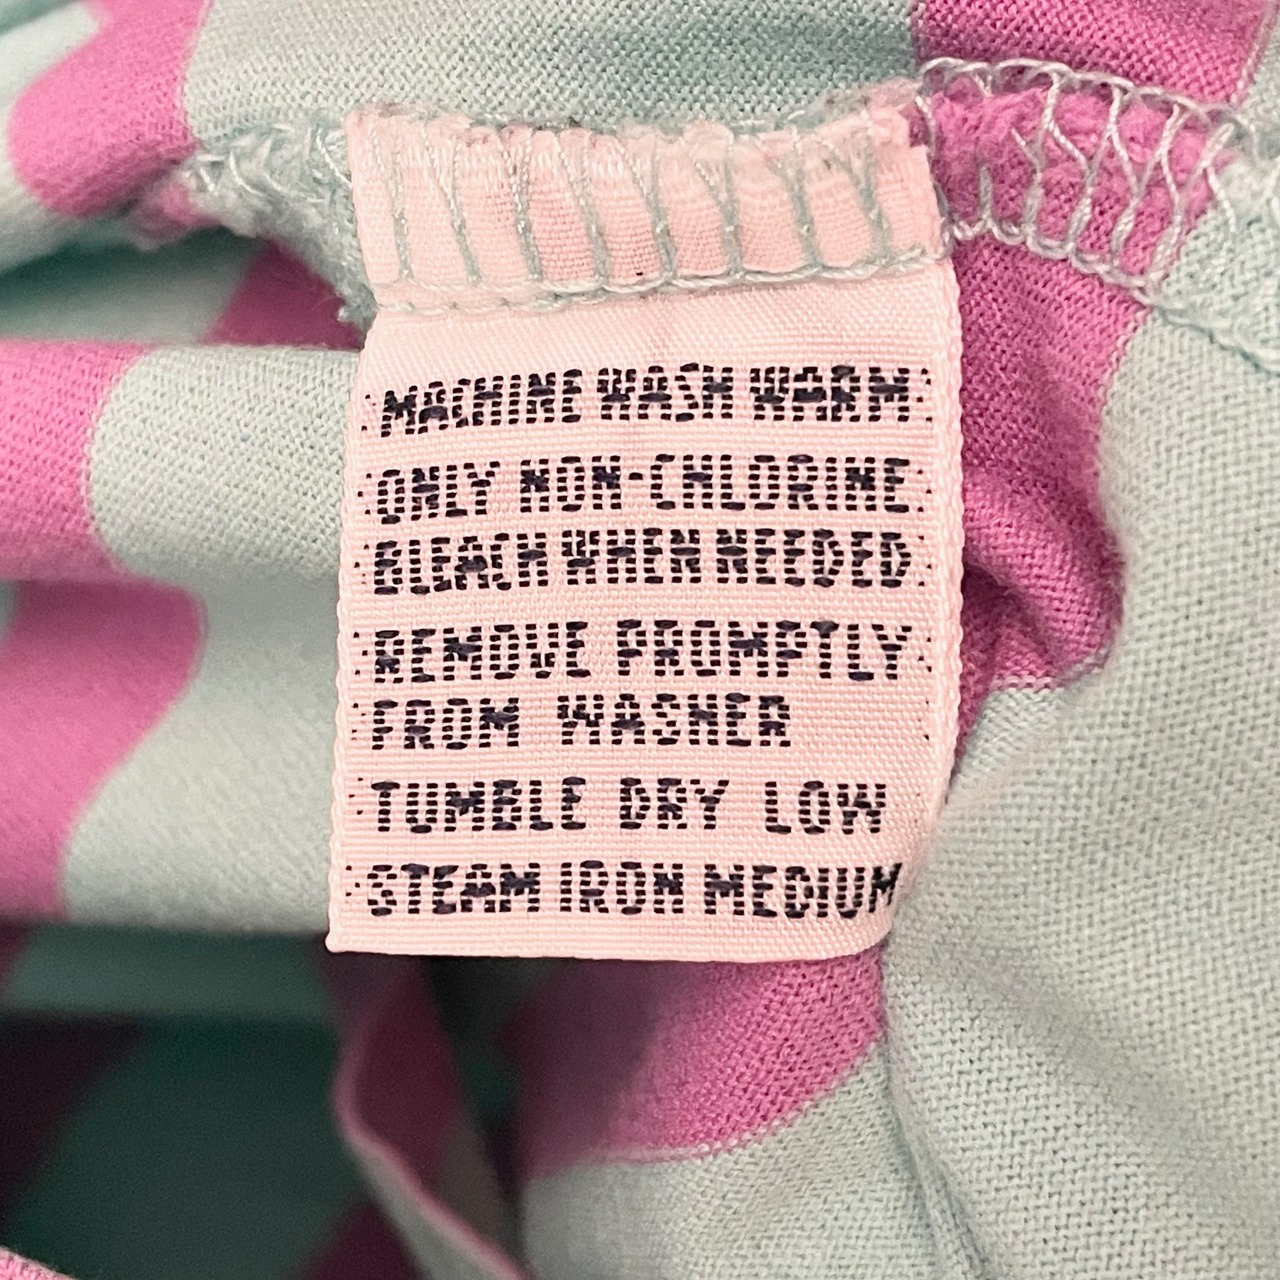 MACHINE WASH WARM
ONLY NON-CHLORINE
BLEACH WHEN NEEDED
REMOVE PROMPTLY
FROM WASHER
TUMBLE DRY LOW
STEAM IRON MEDIUM